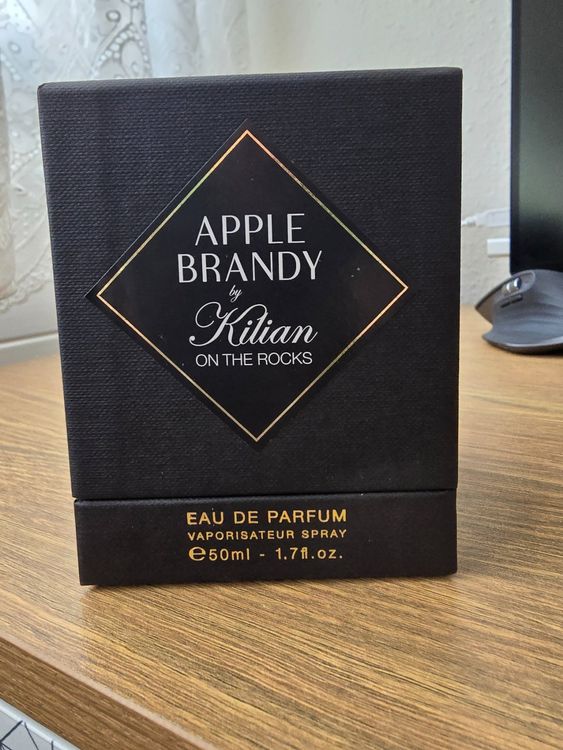 APPLE
BRANDY
by
Kilian
ON THE ROCKS
EAU DE PARFUM
VAPORISATEUR SPRAY
℮50ml - 1.7fl.oz.